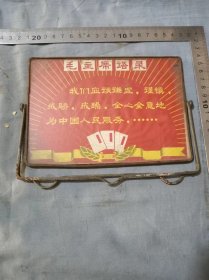 毛主席语录
我们应该谦虚，谨慎，
戒骄，戒躁，全心全意地
为中国人民服务，……